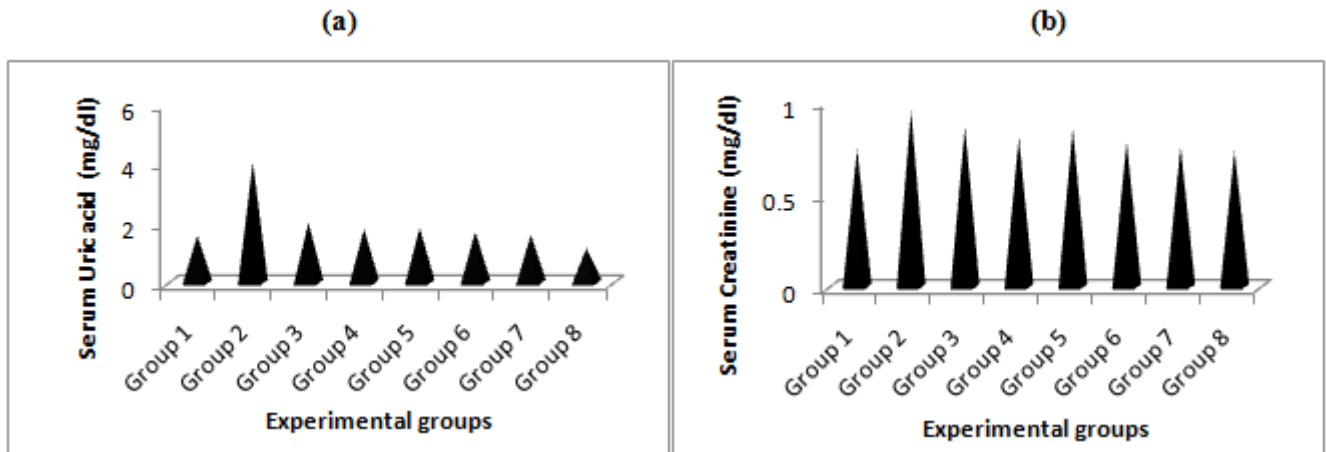 (a)
Serum Uric acid (mg/dl)
6
4
2
0
Group 1
Group 2
Group 3
Group 4
Group 5
Group 6
Group 7
Group 8
Experimental groups
(b)
Serum Creatinine (mg/dl)
1
0.5
0
Group 1
Group 2
Group 3
Group 4
Group 5
Group 6
Group 7
Group 8
Experimental groups